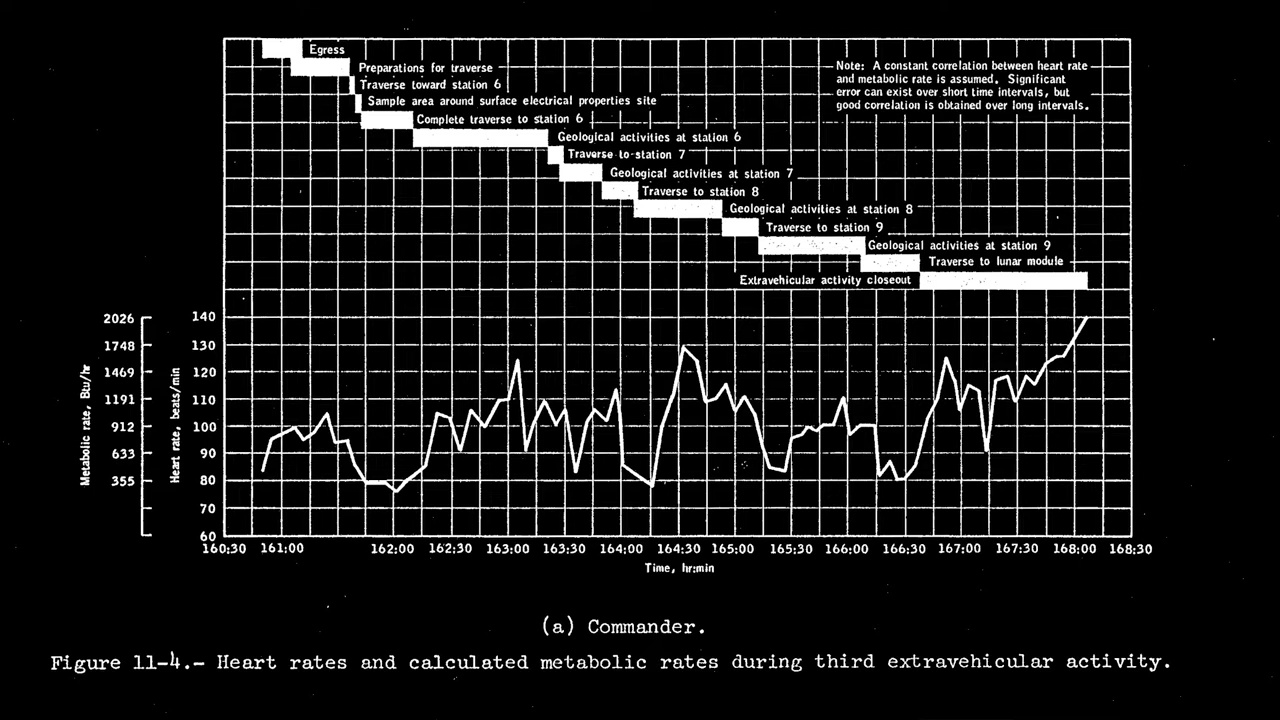 Egress
Preparations for traverse
Traverse toward station 6
Sample area around surface electrical properties site
Complete traverse to station 6
Geological activities at station 6
Traverse to station 7
Geological activities at station 7
Traverse to station 8
Geological activities at station 8
Traverse to station 9
Geological activities at station 9
Traverse to lunar module
Extravehicular activity closeout
Note: A constant correlation between heart rate
and metabolic rate is assumed. Significant
error can exist over short time intervals, but
good correlation is obtained over long intervals.
Metabolic rate, Btu/hr
2026
1748
1469
1191
912
633
355
Heart rate, beats/min
140
130
120
110
100
90
80
70
60
160:30 161:00 162:00 162:30 163:00 163:30 164:00 164:30 165:00 165:30 166:00 166:30 167:00 167:30 168:00 168:30
Time, hr:min
(a) Commander.
Figure 11-4.- Heart rates and calculated metabolic rates during third extravehicular activity.